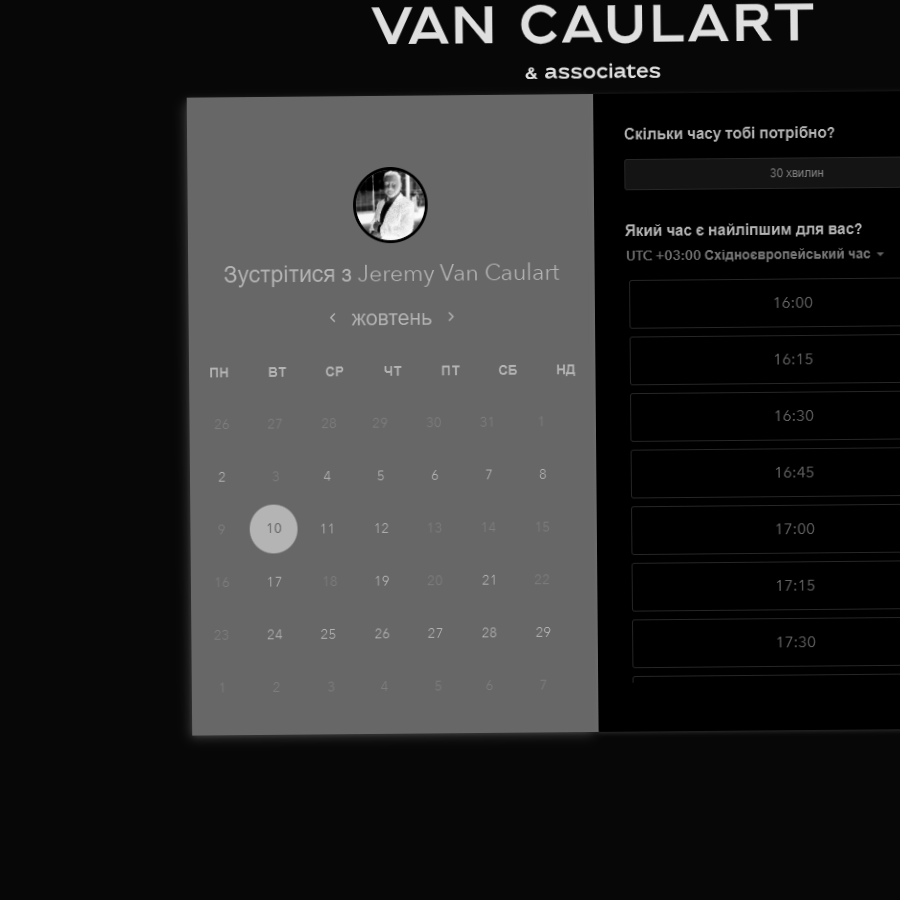 VAN CAULART
& associates
Зустрітися з Jeremy Van Caulart
жовтень
ПН ВТ СР ЧТ ПТ СБ НД
26 27 28 29 30 31 1
2 3 4 5 6 7 8
9 10 11 12 13 14 15
16 17 18 19 20 21 22
23 24 25 26 27 28 29
1 2 3 4 5 6 7
Скільки часу тобі потрібно?
30 хвилин
Який час є найліпшим для вас?
UTC +03:00 Східноєвропейський час
16:00
16:15
16:30
16:45
17:00
17:15
17:30